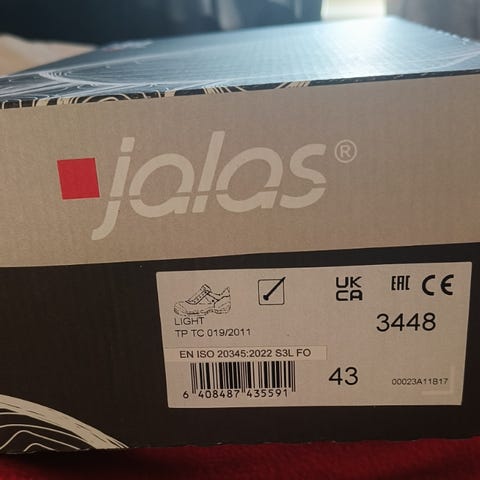 jalas®
UK CA EAC CE
LIGHT
TP TC 019/2011
3448
EN ISO 20345:2022 S3L FO
6 408487 435591
43
00023A11817